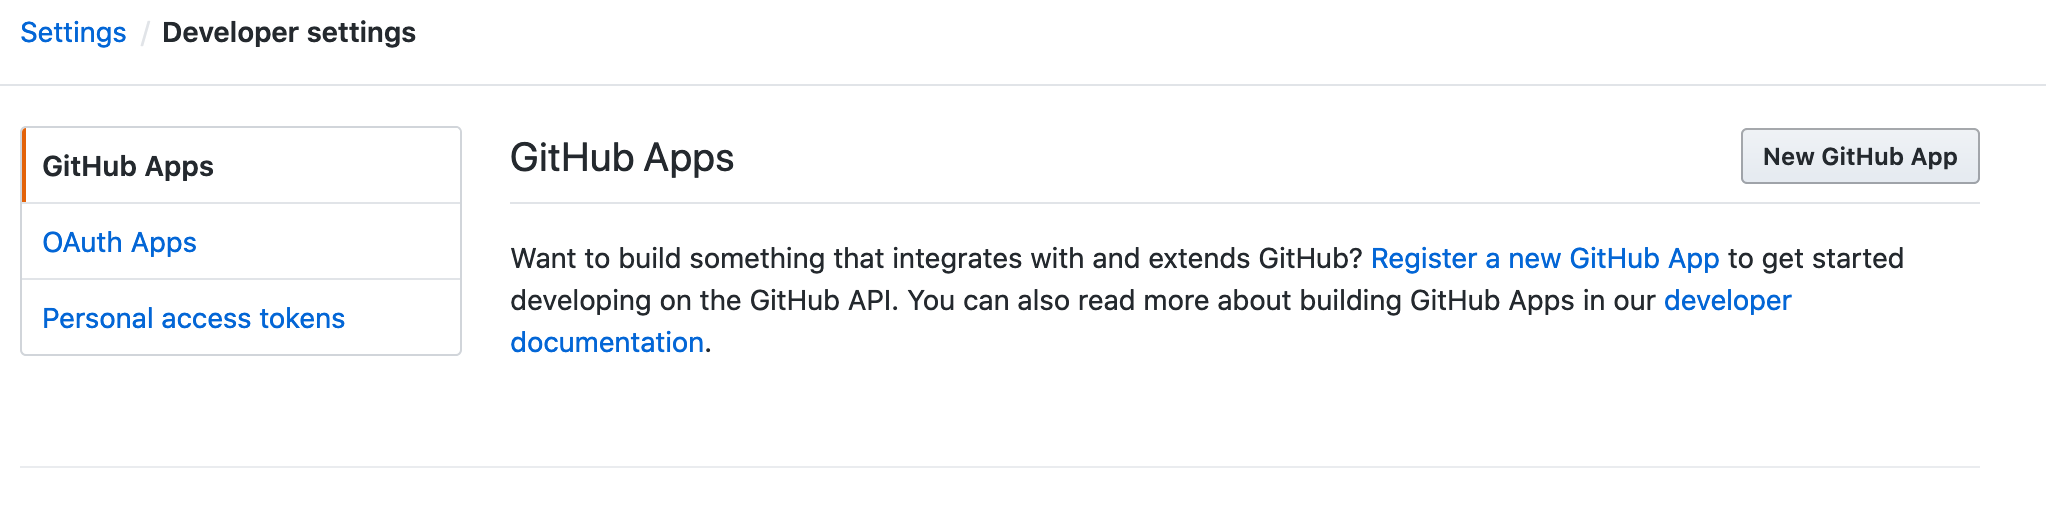 Settings / Developer settings
GitHub Apps
OAuth Apps
Personal access tokens
GitHub Apps
New GitHub App
Want to build something that integrates with and extends GitHub? Register a new GitHub App to get started
developing on the GitHub API. You can also read more about building GitHub Apps in our developer
documentation.